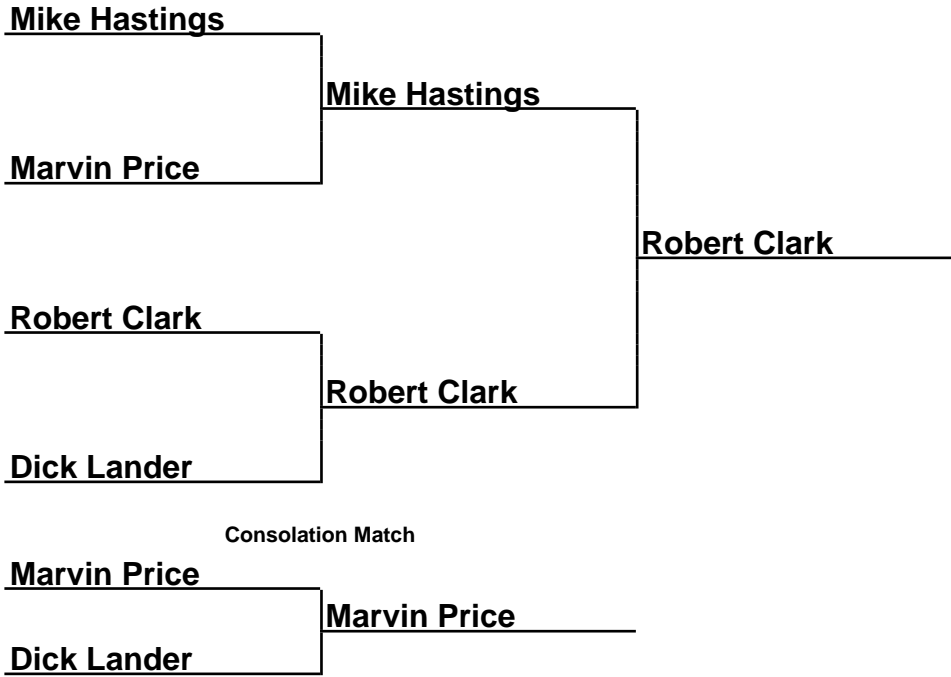 Mike Hastings
Mike Hastings
Marvin Price
Robert Clark
Robert Clark
Robert Clark
Dick Lander
Consolation Match
Marvin Price
Marvin Price
Dick Lander